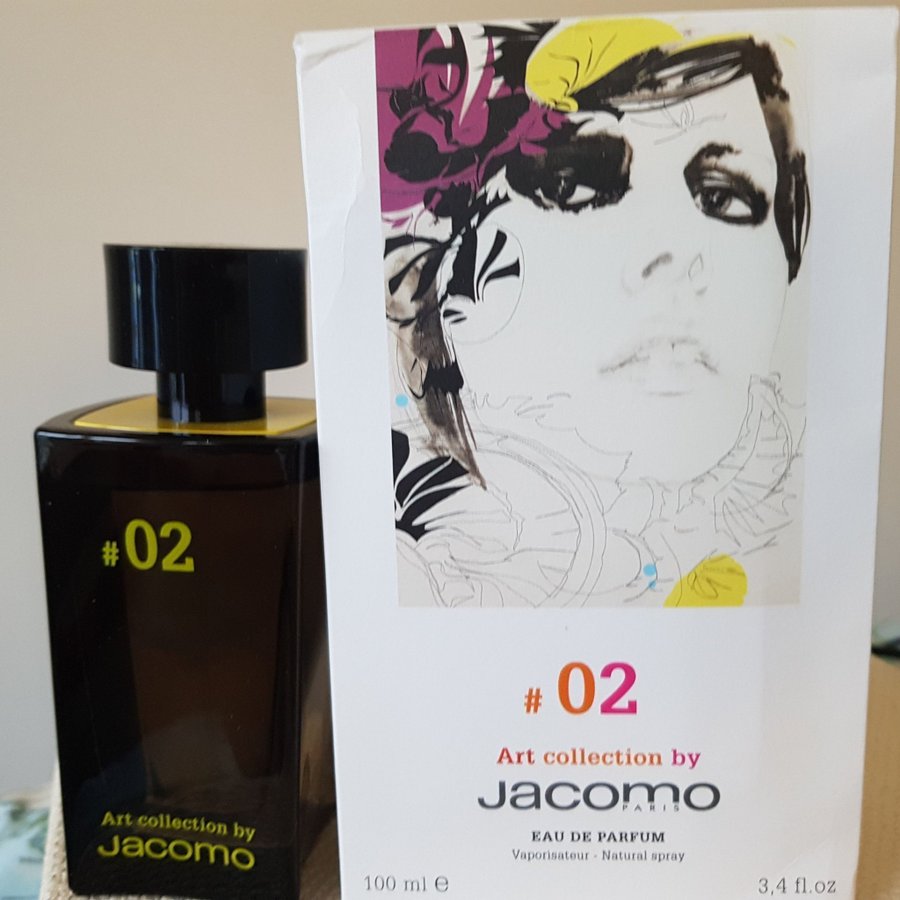 #02
Art collection by
Jacomo
# 02
Art collection by
Jacomo
PARIS
EAU DE PARFUM
Vaporisateur - Natural spray
100 ml ℮
3,4 fl.oz